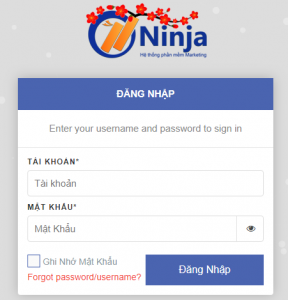 Ninja
Hệ thống phần mềm Marketing
ĐĂNG NHẬP
Enter your username and password to sign in
TÀI KHOẢN*
Tài khoản
MẬT KHẨU*
Mật Khẩu
Ghi Nhớ Mật Khẩu
Forgot password/username?
Đăng Nhập